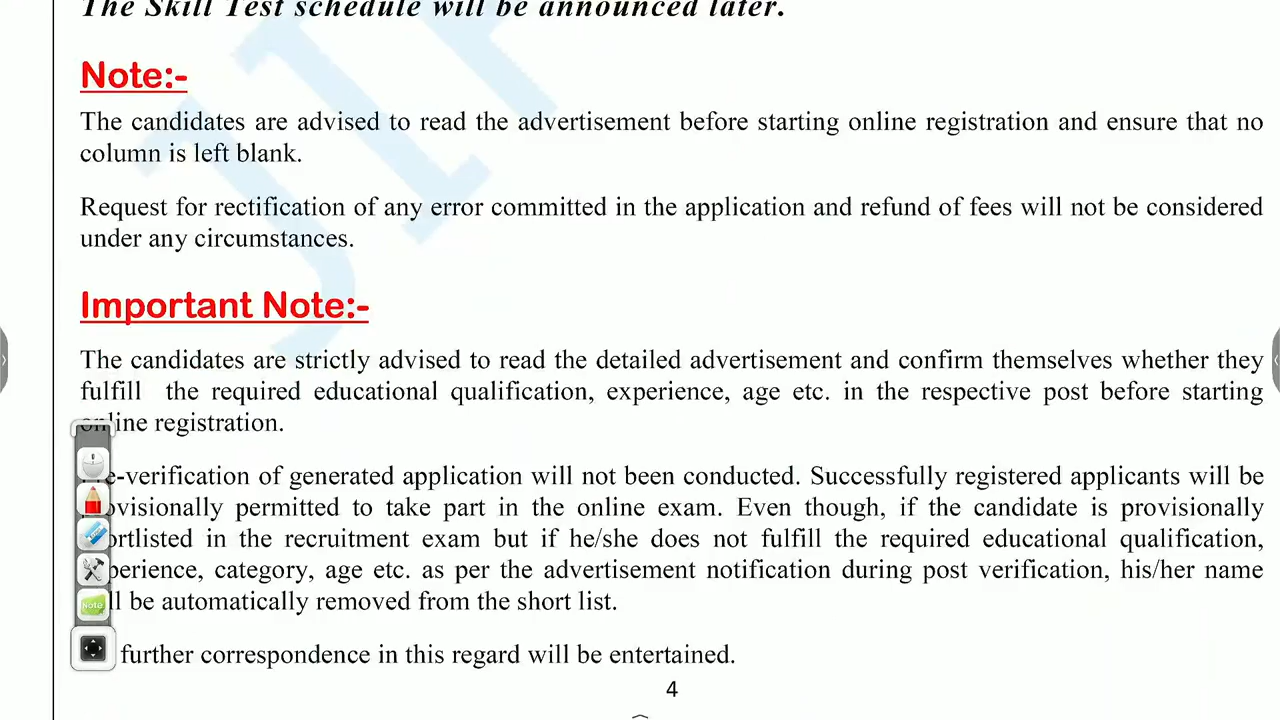 The Skill Test schedule will be announced later.
Note:-
The candidates are advised to read the advertisement before starting online registration and ensure that no
column is left blank.
Request for rectification of any error committed in the application and refund of fees will not be considered
under any circumstances.
Important Note:-
The candidates are strictly advised to read the detailed advertisement and confirm themselves whether they
fulfill the required educational qualification, experience, age etc. in the respective post before starting
online registration.
e-verification of generated application will not been conducted. Successfully registered applicants will be
ovisionally permitted to take part in the online exam. Even though, if the candidate is provisionally
ortlisted in the recruitment exam but if he/she does not fulfill the required educational qualification,
perience, category, age etc. as per the advertisement notification during post verification, his/her name
ll be automatically removed from the short list.
Note
further correspondence in this regard will be entertained.
4